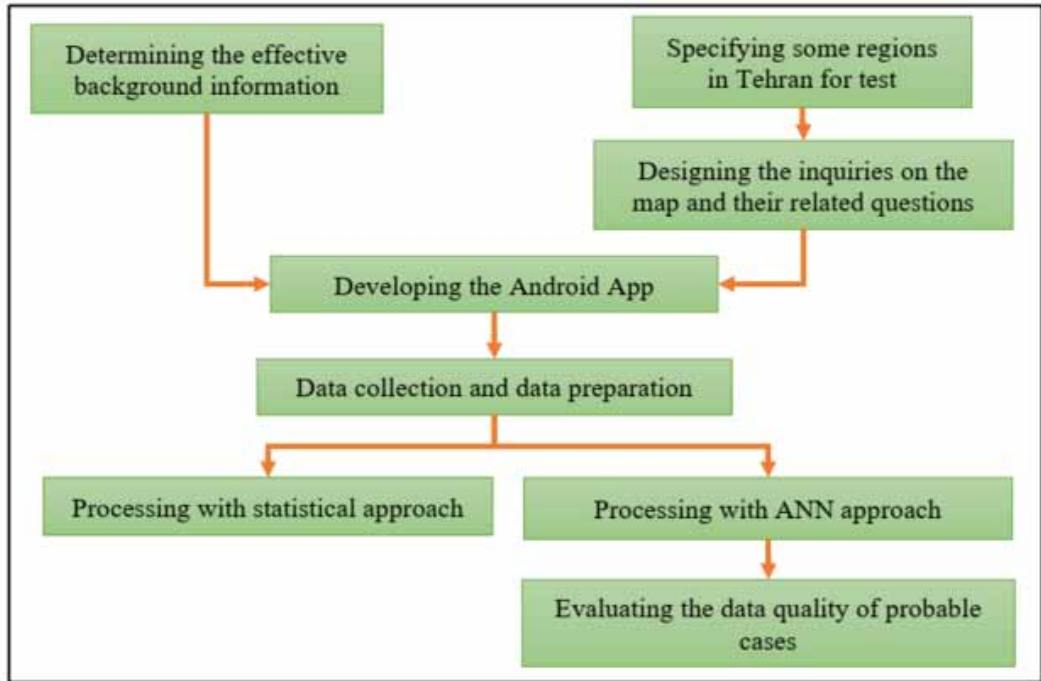 Determining the effective
background information
Specifying some regions
in Tehran for test
Designing the inquiries on the
map and their related questions
Developing the Android App
Data collection and data preparation
Processing with statistical approach
Processing with ANN approach
Evaluating the data quality of probable
cases